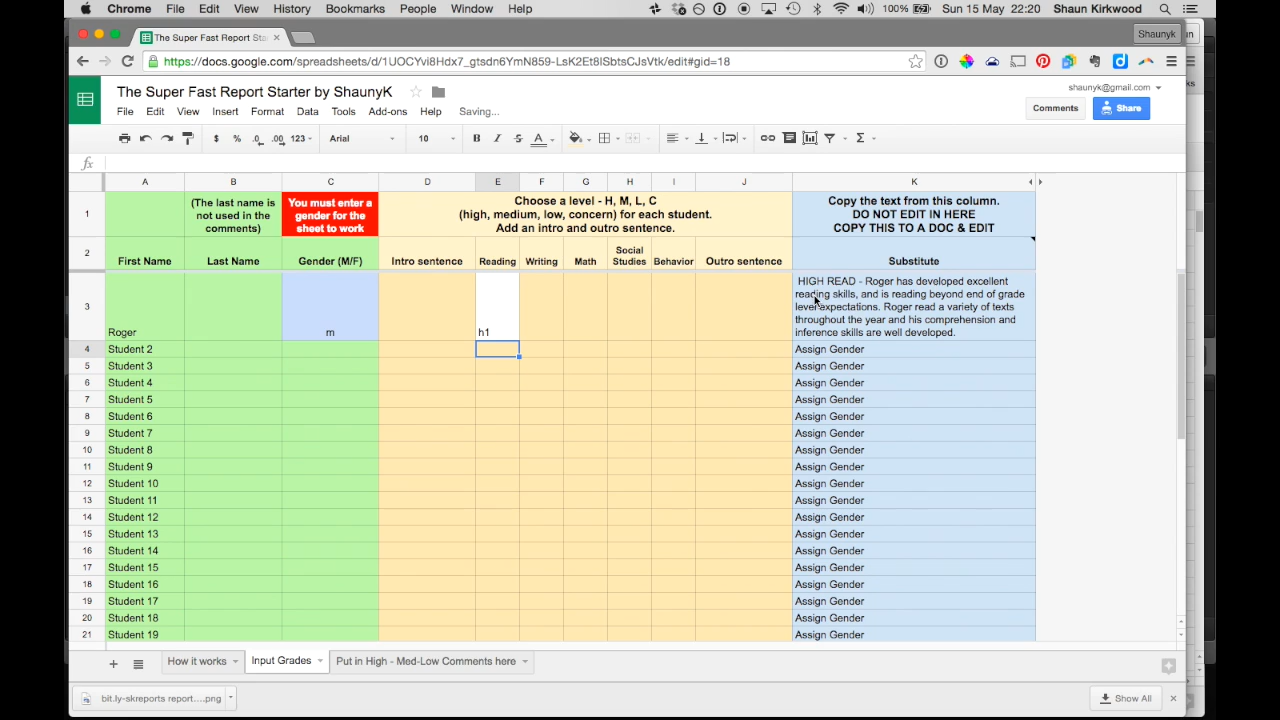 Chrome File Edit View History Bookmarks People Window Help 100% Sun 15 May 22:20 Shaun Kirkwood
The Super Fast Report Star Shaunyk
https://docs.google.com/spreadsheets/d/1UOCYvi8Hdx7_gtsdn6YmN859-LsK2Et8ISbtsCJsVtk/edit#gid=18
The Super Fast Report Starter by ShaunyK shaunyk@gmail.com
File Edit View Insert Format Data Tools Add-ons Help Saving... Comments Share
$ % .0 .00 123 Arial 10 B I S A Σ
fx
A B C D E F G H I J K
1 (The last name is not used in the comments) You must enter a gender for the sheet to work Choose a level - H, M, L, C
(high, medium, low, concern) for each student.
Add an intro and outro sentence. Copy the text from this column.
DO NOT EDIT IN HERE
COPY THIS TO A DOC & EDIT
2 First Name Last Name Gender (M/F) Intro sentence Reading Writing Math Social Studies Behavior Outro sentence Substitute
3 Roger m h1 HIGH READ - Roger has developed excellent
reading skills, and is reading beyond end of grade
level expectations. Roger read a variety of texts
throughout the year and his comprehension and
inference skills are well developed.
4 Student 2 Assign Gender
5 Student 3 Assign Gender
6 Student 4 Assign Gender
7 Student 5 Assign Gender
8 Student 6 Assign Gender
9 Student 7 Assign Gender
10 Student 8 Assign Gender
11 Student 9 Assign Gender
12 Student 10 Assign Gender
13 Student 11 Assign Gender
14 Student 12 Assign Gender
15 Student 13 Assign Gender
16 Student 14 Assign Gender
17 Student 15 Assign Gender
18 Student 16 Assign Gender
19 Student 17 Assign Gender
20 Student 18 Assign Gender
21 Student 19 Assign Gender
+ How it works Input Grades Put in High - Med-Low Comments here
bit.ly-skreports report....png Show All